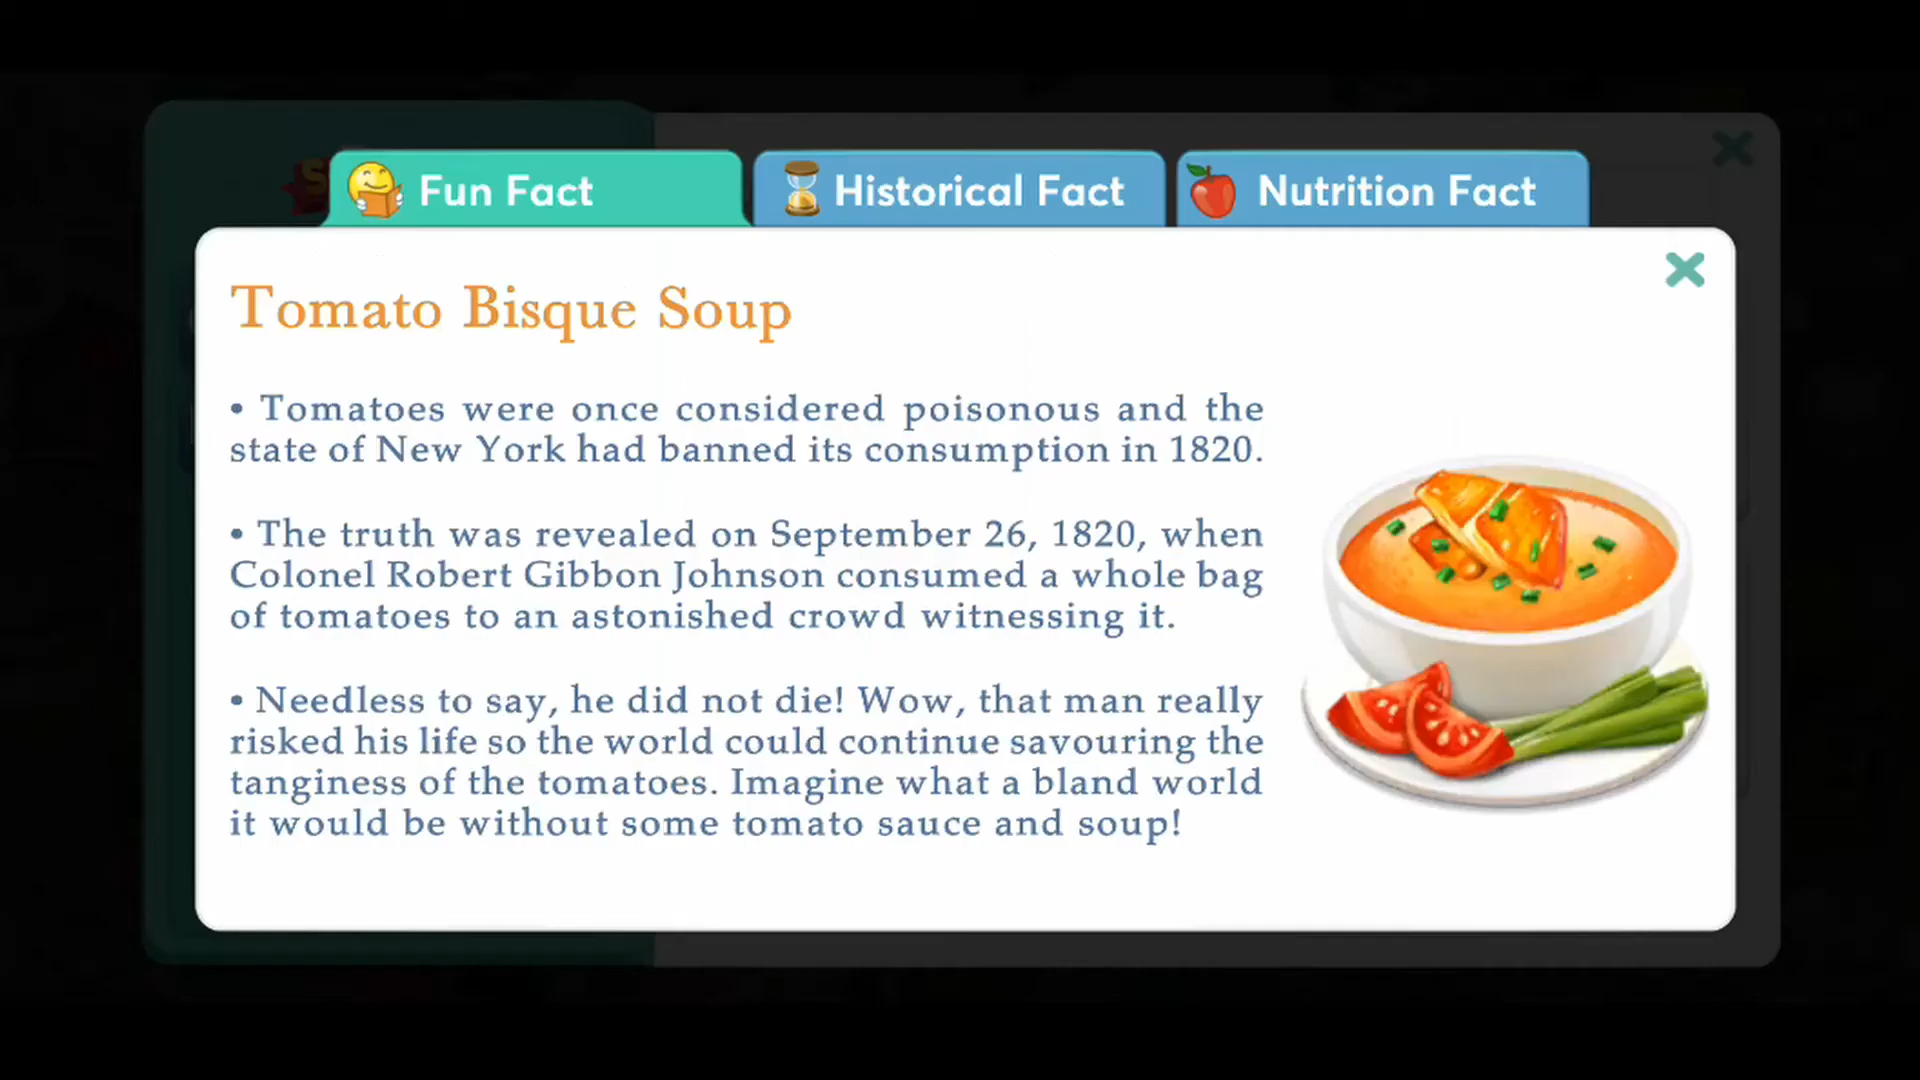 Fun Fact
Historical Fact
Nutrition Fact
Tomato Bisque Soup
• Tomatoes were once considered poisonous and the
state of New York had banned its consumption in 1820.
• The truth was revealed on September 26, 1820, when
Colonel Robert Gibbon Johnson consumed a whole bag
of tomatoes to an astonished crowd witnessing it.
• Needless to say, he did not die! Wow, that man really
risked his life so the world could continue savouring the
tanginess of the tomatoes. Imagine what a bland world
it would be without some tomato sauce and soup!